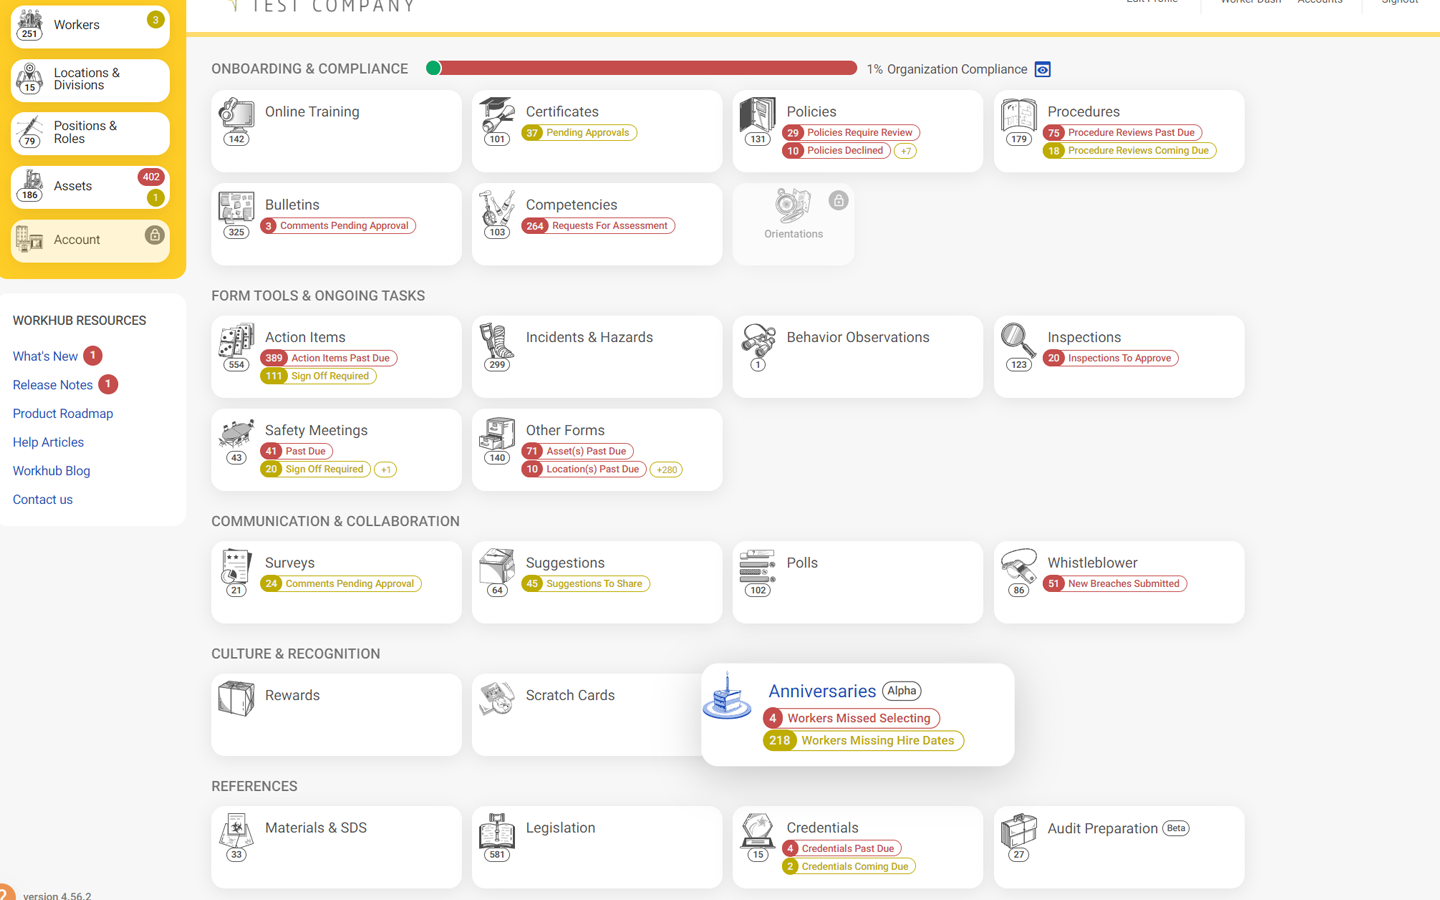 TEST COMPANY
Edit Profile
Worker Dash
Accounts
Signout
Workers
3
251
Locations &
Divisions
15
Positions &
Roles
79
Assets
402
1
186
Account
WORKHUB RESOURCES
What's New 1
Release Notes 1
Product Roadmap
Help Articles
Workhub Blog
Contact us
version 4.56.2
ONBOARDING & COMPLIANCE
1% Organization Compliance
Online Training
142
Certificates
37 Pending Approvals
101
Policies
29 Policies Require Review
10 Policies Declined +7
131
Procedures
75 Procedure Reviews Past Due
18 Procedure Reviews Coming Due
179
Bulletins
3 Comments Pending Approval
325
Competencies
264 Requests For Assessment
103
Orientations
FORM TOOLS & ONGOING TASKS
Action Items
389 Action Items Past Due
111 Sign Off Required
554
Incidents & Hazards
299
Behavior Observations
1
Inspections
20 Inspections To Approve
123
Safety Meetings
41 Past Due
20 Sign Off Required +1
43
Other Forms
71 Asset(s) Past Due
10 Location(s) Past Due +280
140
COMMUNICATION & COLLABORATION
Surveys
24 Comments Pending Approval
21
Suggestions
45 Suggestions To Share
64
Polls
102
Whistleblower
51 New Breaches Submitted
86
CULTURE & RECOGNITION
Rewards
Scratch Cards
Anniversaries Alpha
4 Workers Missed Selecting
218 Workers Missing Hire Dates
REFERENCES
Materials & SDS
33
Legislation
581
Credentials
4 Credentials Past Due
2 Credentials Coming Due
15
Audit Preparation Beta
27